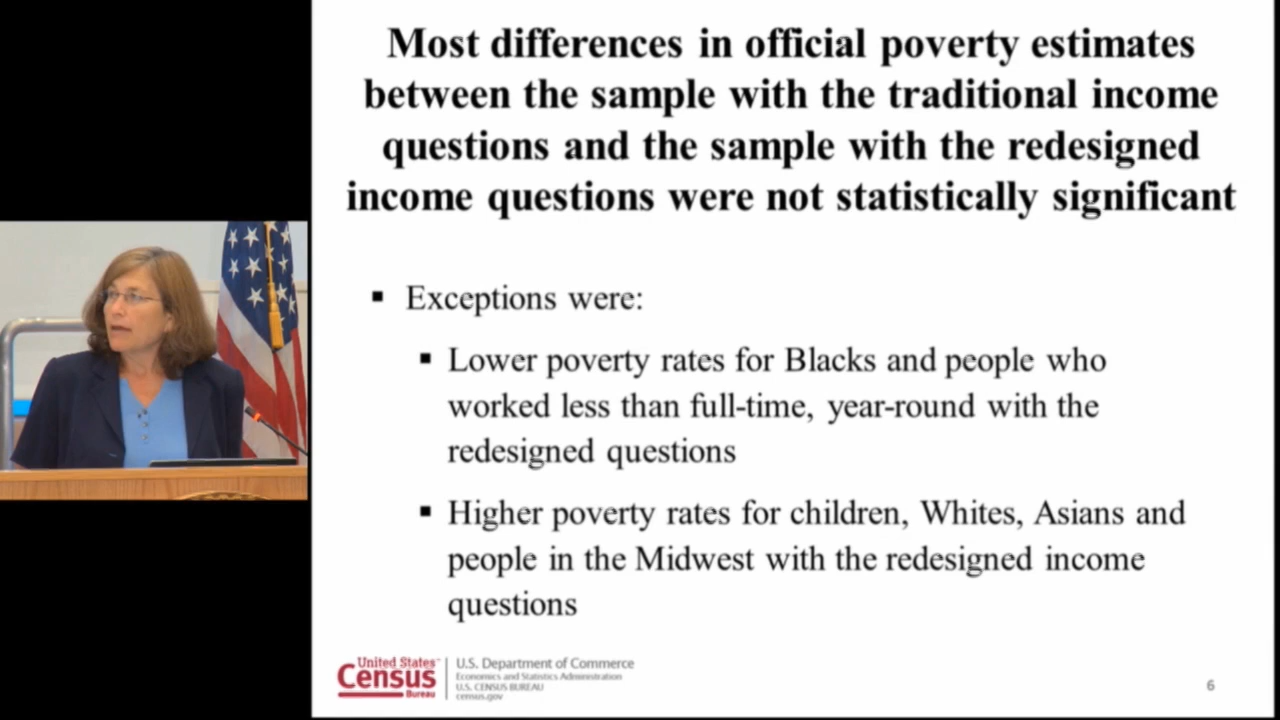 Most differences in official poverty estimates
between the sample with the traditional income
questions and the sample with the redesigned
income questions were not statistically significant
▪ Exceptions were:
▪ Lower poverty rates for Blacks and people who
worked less than full-time, year-round with the
redesigned questions
▪ Higher poverty rates for children, Whites, Asians and
people in the Midwest with the redesigned income
questions
United States™
Census
Bureau
U.S. Department of Commerce
Economics and Statistics Administration
U.S. CENSUS BUREAU
census.gov
6